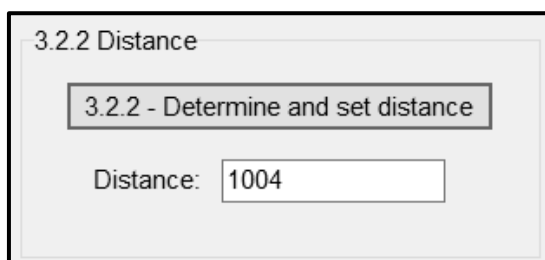 3.2.2 Distance
3.2.2 - Determine and set distance
Distance: 1004